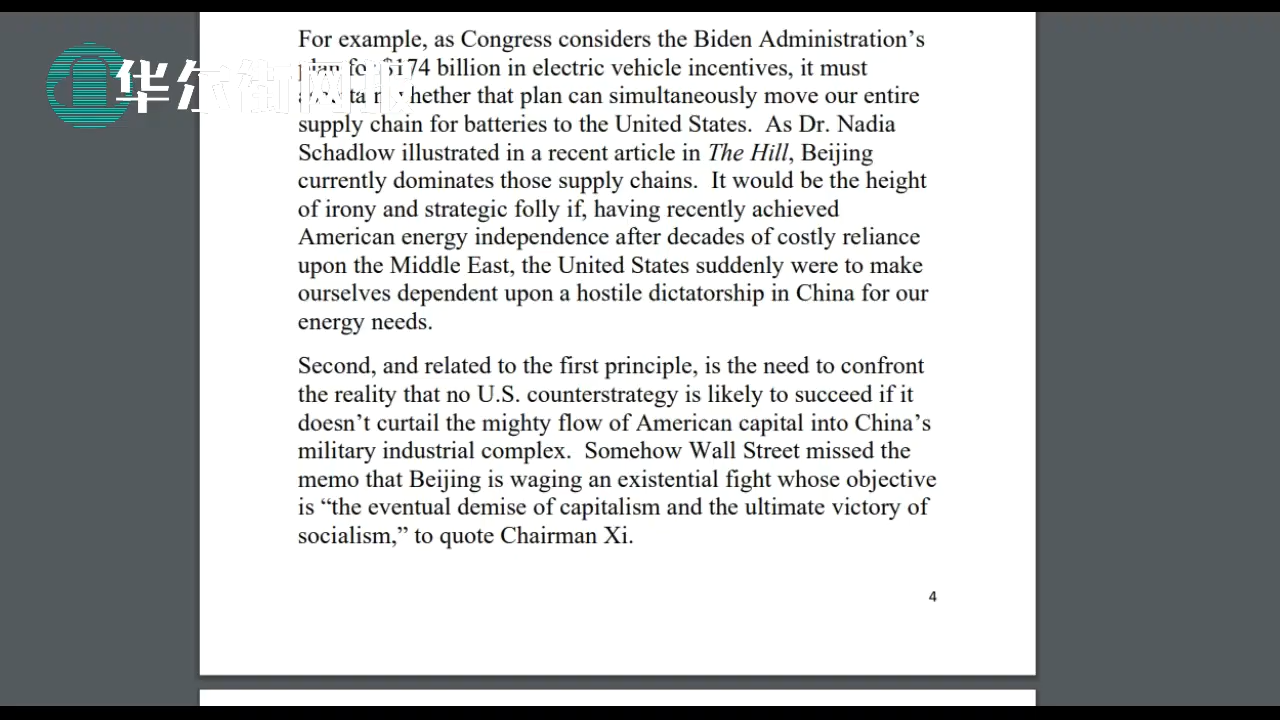 For example, as Congress considers the Biden Administration's
华尔街网报
plan for $174 billion in electric vehicle incentives, it must
whether that plan can simultaneously move our entire
supply chain for batteries to the United States.  As Dr. Nadia
Schadlow illustrated in a recent article in The Hill, Beijing
currently dominates those supply chains.  It would be the height
of irony and strategic folly if, having recently achieved
American energy independence after decades of costly reliance
upon the Middle East, the United States suddenly were to make
ourselves dependent upon a hostile dictatorship in China for our
energy needs.
Second, and related to the first principle, is the need to confront
the reality that no U.S. counterstrategy is likely to succeed if it
doesn't curtail the mighty flow of American capital into China's
military industrial complex.  Somehow Wall Street missed the
memo that Beijing is waging an existential fight whose objective
is “the eventual demise of capitalism and the ultimate victory of
socialism,” to quote Chairman Xi.
4